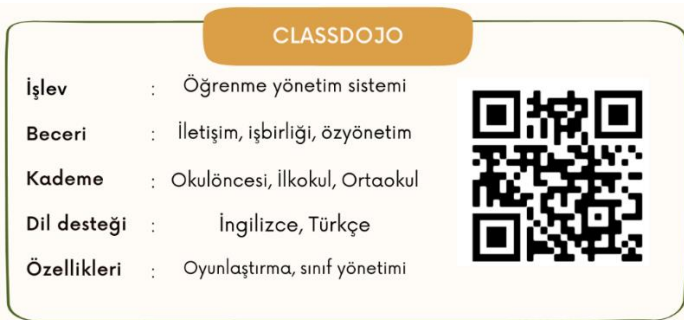 CLASSDOJO
İşlev : Öğrenme yönetim sistemi
Beceri : İletişim, işbirliği, özyönetim
Kademe : Okulöncesi, İlkokul, Ortaokul
Dil desteği : İngilizce, Türkçe
Özellikleri : Oyunlaştırma, sınıf yönetimi